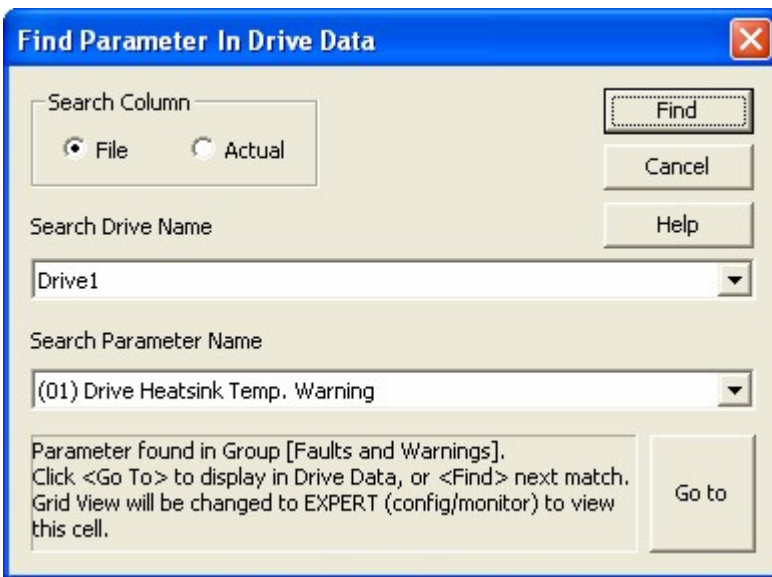 Find Parameter In Drive Data
Search Column
File Actual
Find
Cancel
Help
Search Drive Name
Drive1
Search Parameter Name
(01) Drive Heatsink Temp. Warning
Parameter found in Group [Faults and Warnings].
Click <Go To> to display in Drive Data, or <Find> next match.
Grid View will be changed to EXPERT (config/monitor) to view
this cell.
Go to